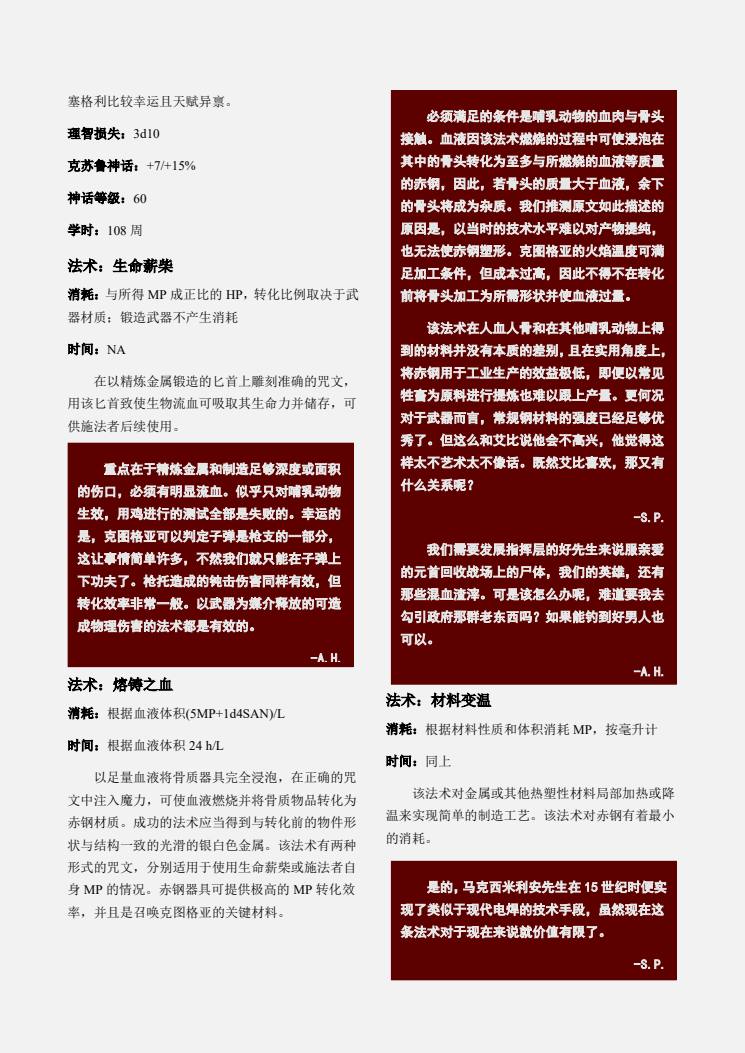 塞格利比较幸运且天赋异禀。
理智损失：3d10
克苏鲁神话：+7/+15%
神话等级：60
学时：108 周
法术：生命薪柴
消耗：与所得 MP 成正比的 HP，转化比例取决于武
器材质；锻造武器不产生消耗
时间：NA
在以精炼金属锻造的匕首上雕刻准确的咒文，
用该匕首致使生物流血可吸取其生命力并储存，可
供施法者后续使用。
重点在于精炼金属和制造足够深度或面积
的伤口，必须有明显流血。似乎只对哺乳动物
生效，用鸡进行的测试全部是失败的。幸运的
是，克图格亚可以判定子弹是枪支的一部分，
这让事情简单许多，不然我们就只能在子弹上
下功夫了。枪托造成的钝击伤害同样有效，但
转化效率非常一般。以武器为媒介释放的可造
成物理伤害的法术都是有效的。
—A.H.
法术：熔铸之血
消耗：根据血液体积(5MP+1d4SAN)/L
时间：根据血液体积 24 h/L
以足量血液将骨质器具完全浸泡，在正确的咒
文中注入魔力，可使血液燃烧并将骨质物品转化为
赤钢材质。成功的法术应当得到与转化前的物件形
状与结构一致的光滑的银白色金属。该法术有两种
形式的咒文，分别适用于使用生命薪柴或施法者自
身 MP 的情况。赤钢器具可提供极高的 MP 转化效
率，并且是召唤克图格亚的关键材料。
必须满足的条件是哺乳动物的血肉与骨头
接触。血液因该法术燃烧的过程中可使浸泡在
其中的骨头转化为至多与所燃烧的血液等质量
的赤钢，因此，若骨头的质量大于血液，余下
的骨头将成为杂质。我们推测原文如此描述的
原因是，以当时的技术水平难以对产物提纯，
也无法使赤钢塑形。克图格亚的火焰温度可满
足加工条件，但成本过高，因此不得不在转化
前将骨头加工为所需形状并使血液过量。
该法术在人血人骨和在其他哺乳动物上得
到的材料并没有本质的差别，且在实用角度上，
将赤钢用于工业生产的效益极低，即便以常见
牲畜为原料进行提炼也难以跟上产量。更何况
对于武器而言，常规钢材料的强度已经足够优
秀了。但这么和艾比说他会不高兴，他觉得这
样太不艺术太不像话。既然艾比喜欢，那又有
什么关系呢？
—S.P.
我们需要发展指挥层的好先生来说服亲爱
的元首回收战场上的尸体，我们的英雄，还有
那些混血渣滓。可是该怎么办呢，难道要我去
勾引政府那群老东西吗？如果能钓到好男人也
可以。
—A.H.
法术：材料变温
消耗：根据材料性质和体积消耗 MP，按毫升计
时间：同上
该法术对金属或其他热塑性材料局部加热或降
温来实现简单的制造工艺。该法术对赤钢有着最小
的消耗。
是的，马克西米利安先生在 15 世纪时便实
现了类似于现代电焊的技术手段，虽然现在这
条法术对于现在来说就价值有限了。
—S.P.